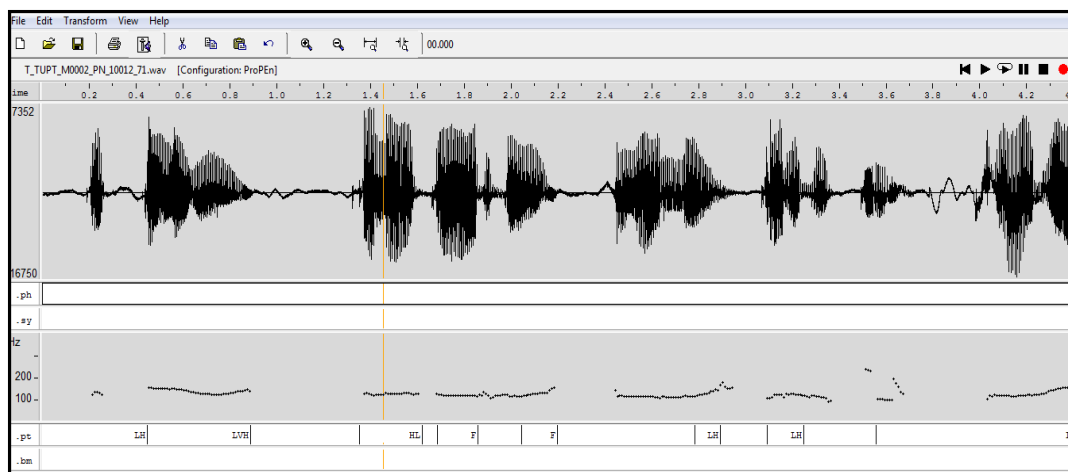 File Edit Transform View Help
00.000
T_TUPT_M0002_PN_10012_71.wav [Configuration: ProPEn]
ime 0.2 0.4 0.6 0.8 1.0 1.2 1.4 1.6 1.8 2.0 2.2 2.4 2.6 2.8 3.0 3.2 3.4 3.6 3.8 4.0 4.2
7352
16750
.ph
.sy
Hz
200
100
.pt LH LVH HL F F LH LH
.bm